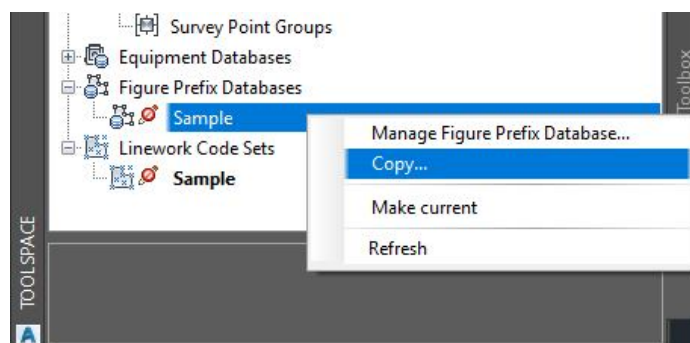 Survey Point Groups
Equipment Databases
Figure Prefix Databases
Sample
Linework Code Sets
Sample
Manage Figure Prefix Database...
Copy...
Make current
Refresh
TOOLSPACE
Toolbox
A